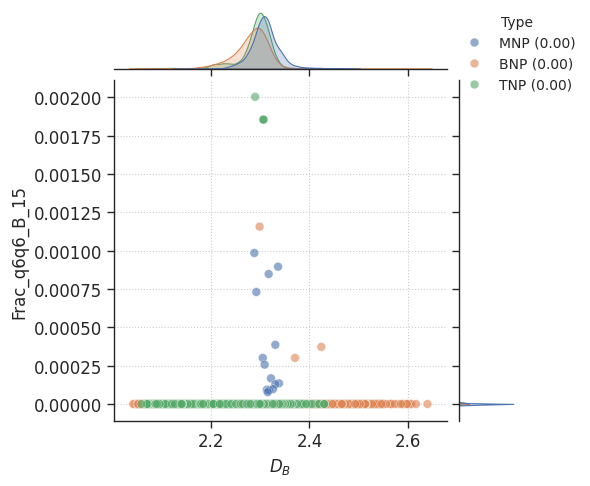 Type
MNP (0.00)
BNP (0.00)
TNP (0.00)
0.00200
0.00175
0.00150
0.00125
0.00100
0.00075
0.00050
0.00025
0.00000
Frac_q6q6_B_15
2.2 2.4 2.6
D_B